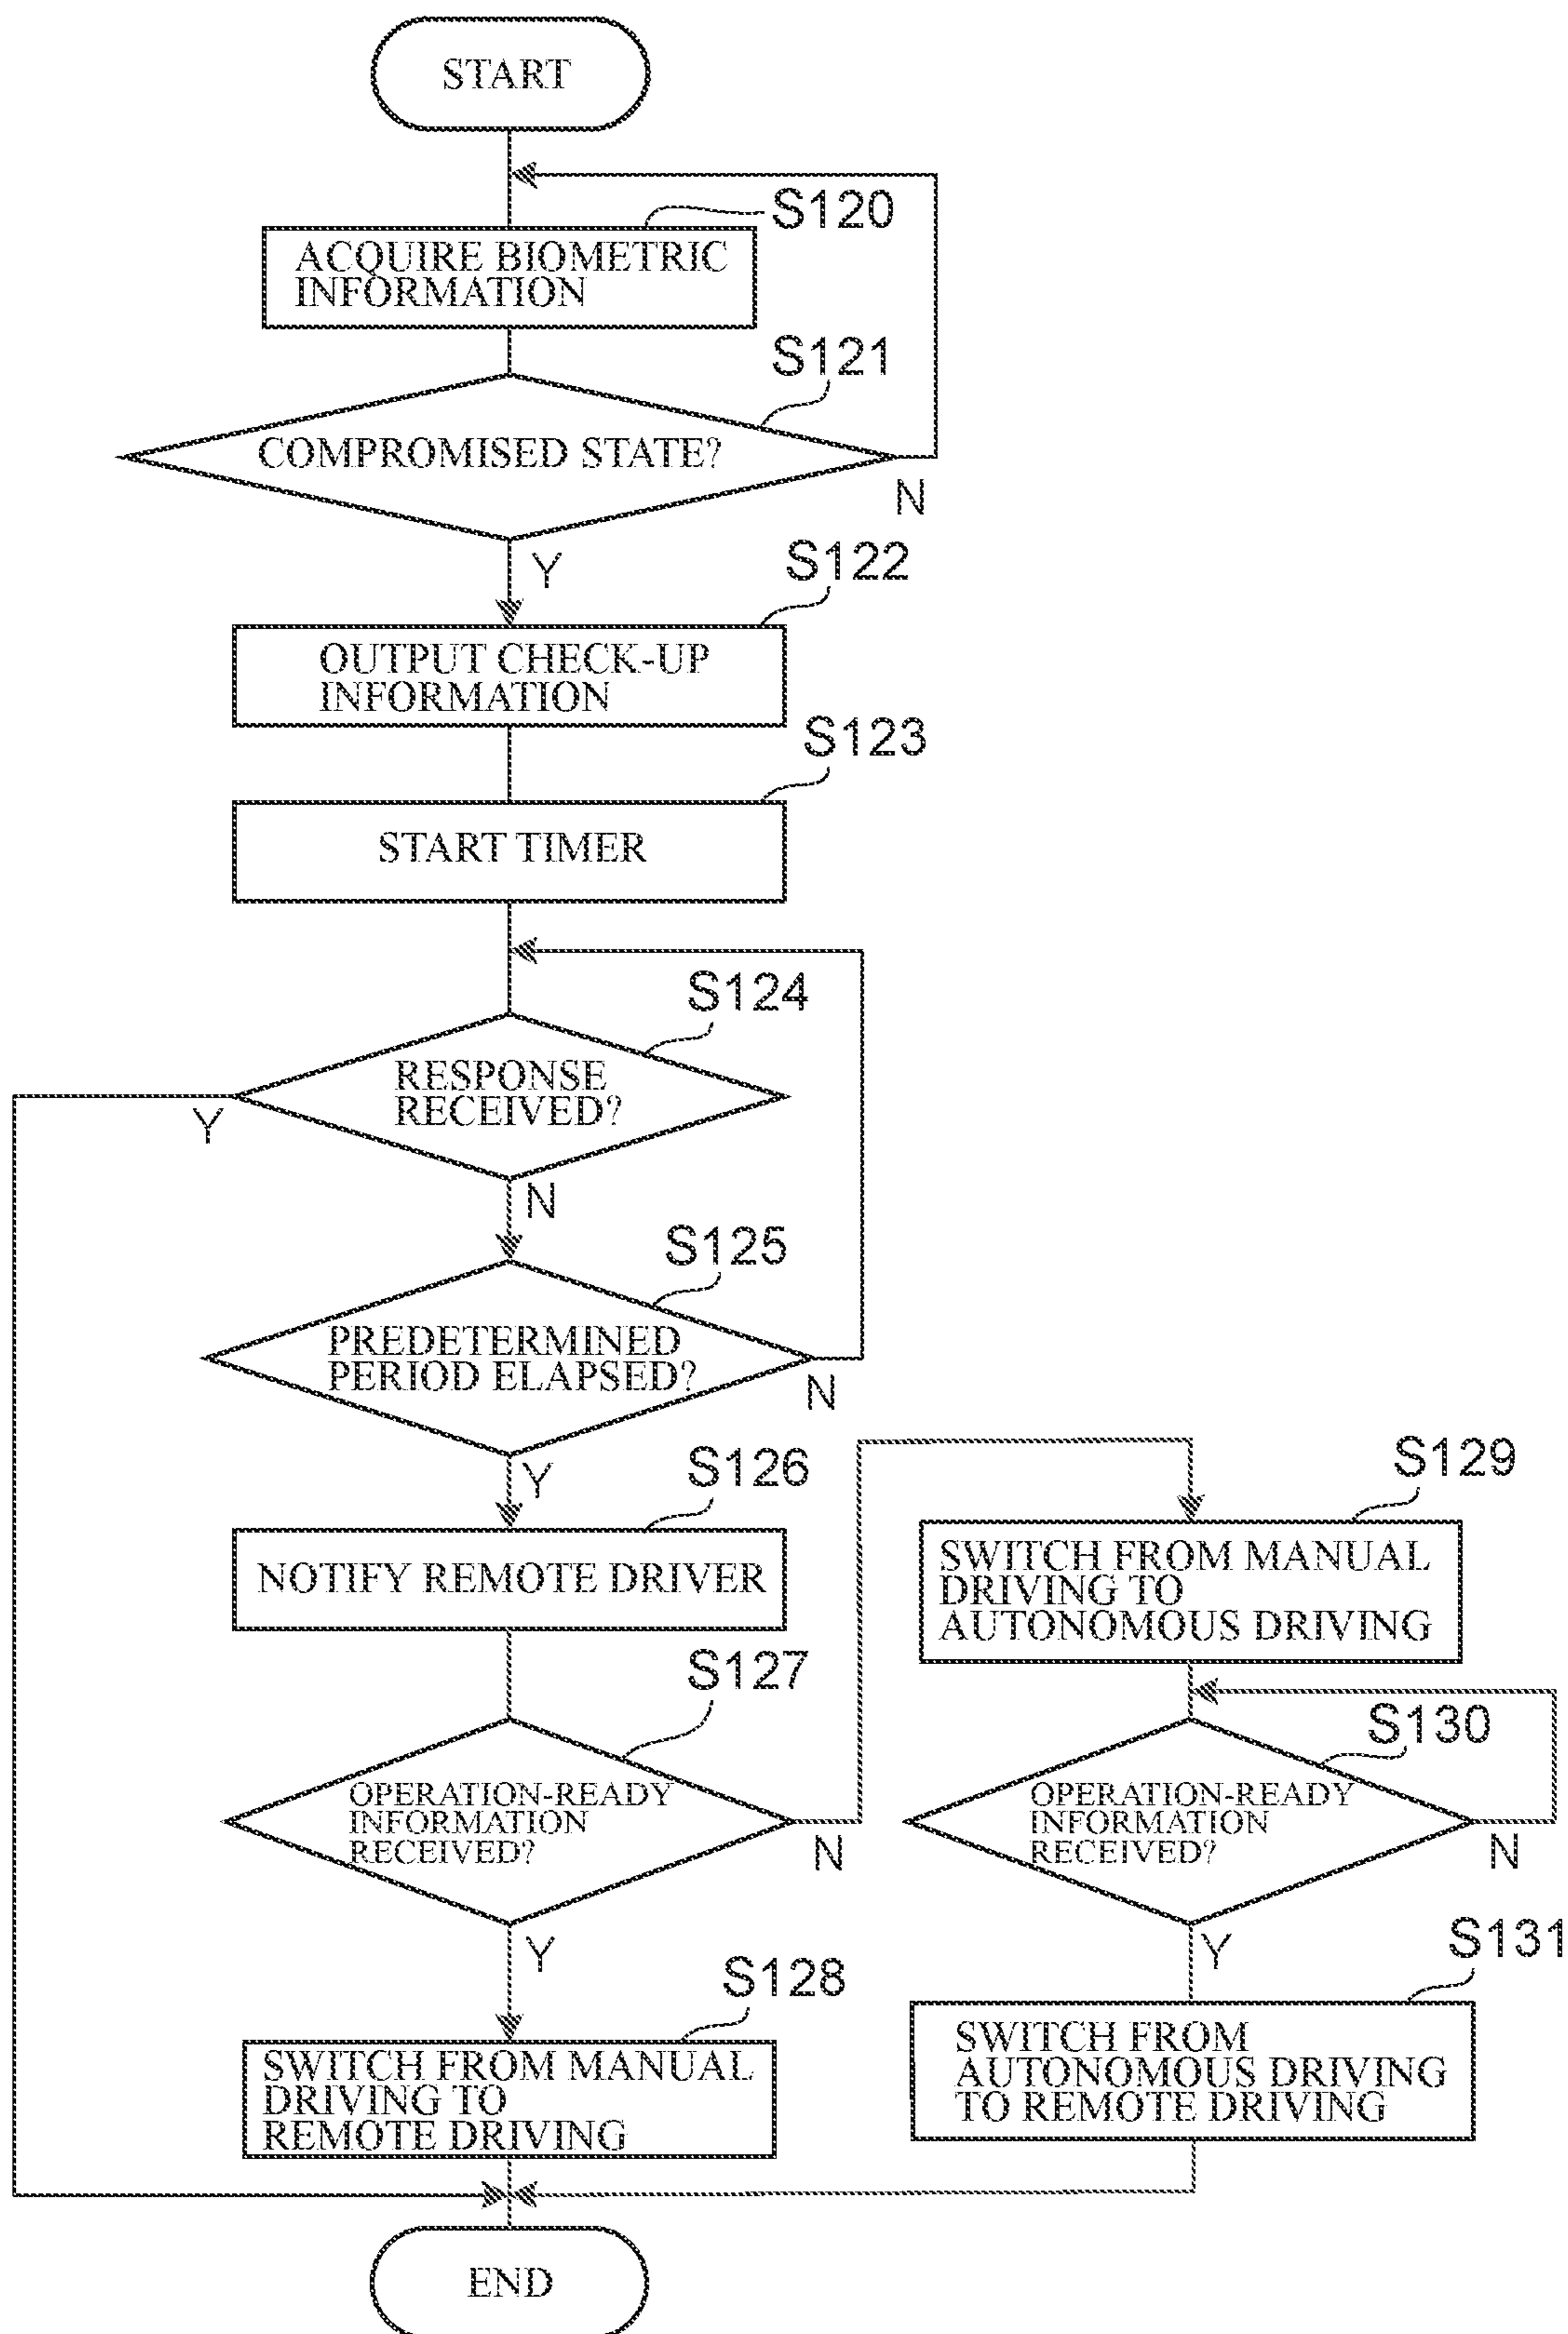 START
S120
ACQUIRE BIOMETRIC
INFORMATION
S121
COMPROMISED STATE?
N
Y
S122
OUTPUT CHECK-UP
INFORMATION
S123
START TIMER
S124
RESPONSE
RECEIVED?
Y
N
S125
PREDETERMINED
PERIOD ELAPSED?
N
Y
S126
NOTIFY REMOTE DRIVER
S127
OPERATION-READY
INFORMATION
RECEIVED?
N
Y
S128
SWITCH FROM MANUAL
DRIVING TO
REMOTE DRIVING
S129
SWITCH FROM MANUAL
DRIVING TO
AUTONOMOUS DRIVING
S130
OPERATION-READY
INFORMATION
RECEIVED?
N
Y
S131
SWITCH FROM
AUTONOMOUS DRIVING
TO REMOTE DRIVING
END